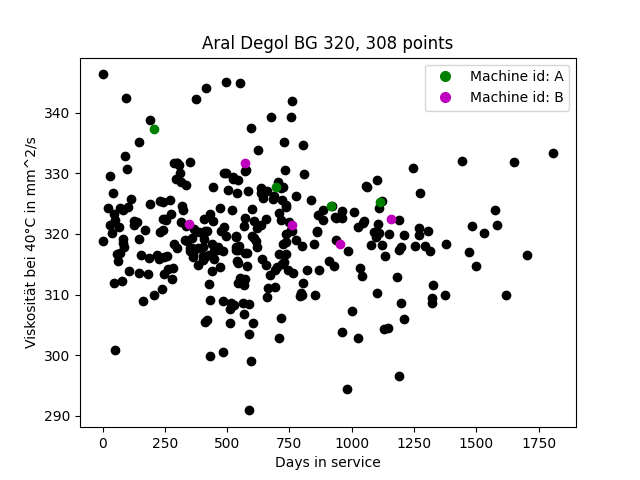 Aral Degol BG 320, 308 points
Machine id: A
Machine id: B
340
330
320
310
300
290
Viskosität bei 40°C in mm^2/s
0
250
500
750
1000
1250
1500
1750
Days in service